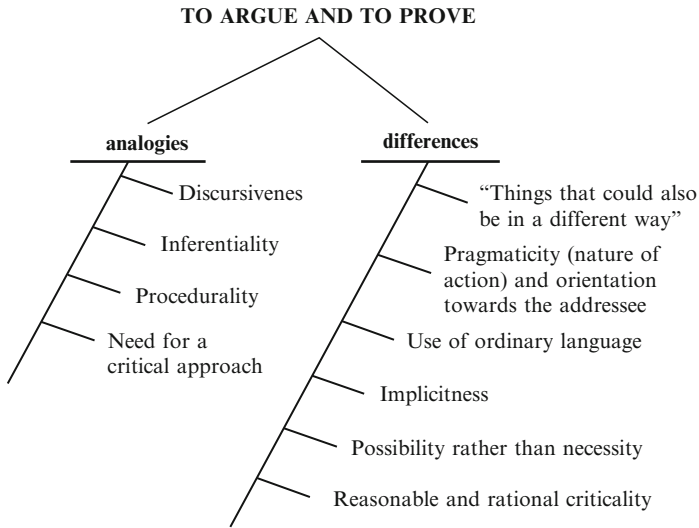 TO ARGUE AND TO PROVE
analogies
Discursivenes
Inferentiality
Procedurality
Need for a
critical approach
differences
“Things that could also
be in a different way”
Pragmaticity (nature of
action) and orientation
towards the addressee
Use of ordinary language
Implicitness
Possibility rather than necessity
Reasonable and rational criticality